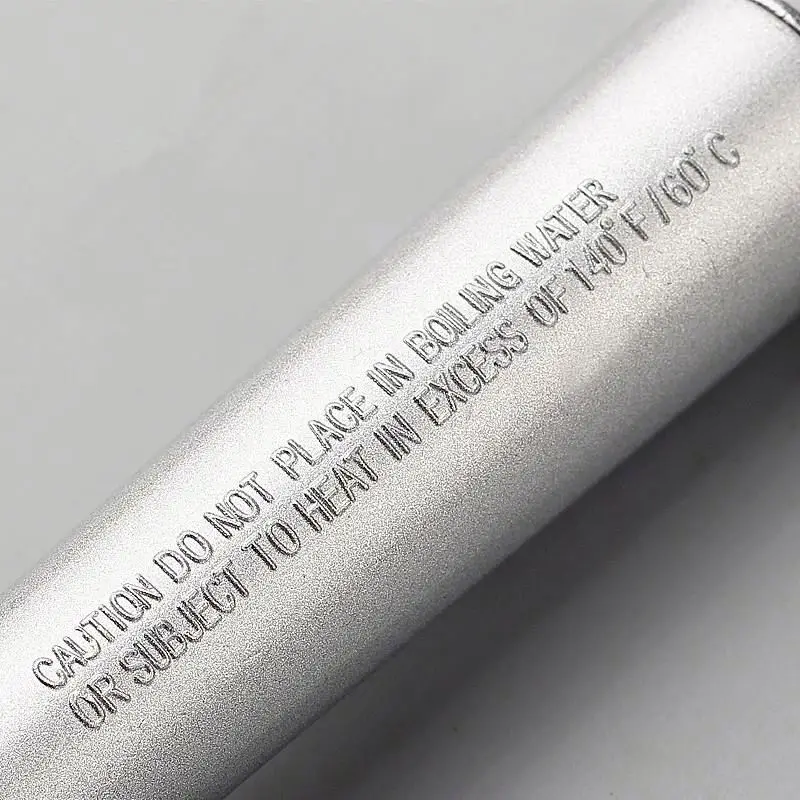 CAUTION DO NOT PLACE IN BOILING WATER
OR SUBJECT TO HEAT IN EXCESS OF 140°F/60°C